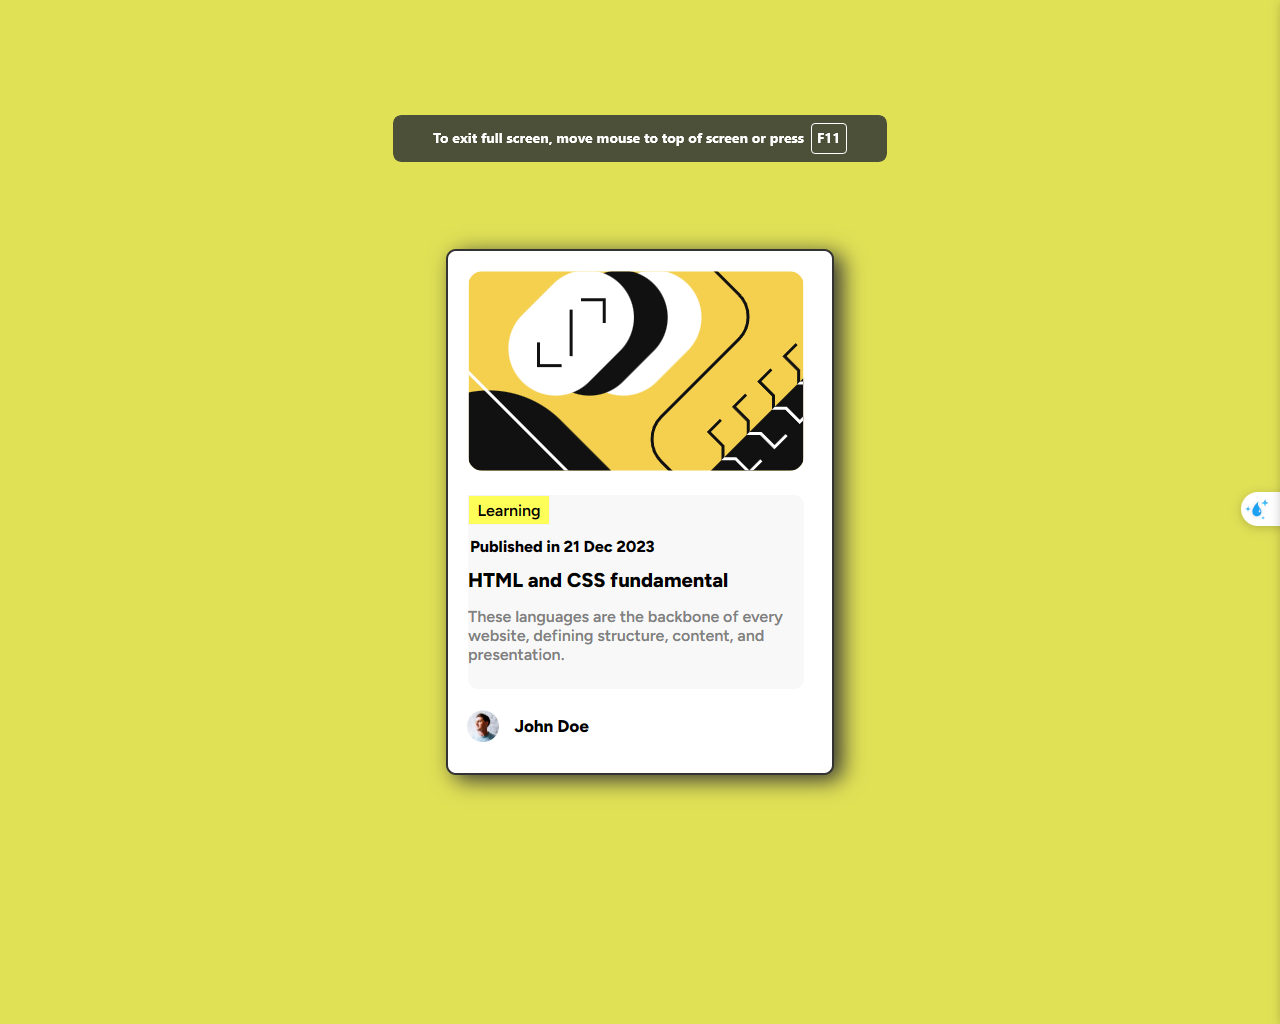 To exit full screen, move mouse to top of screen or press F11
Learning
Published in 21 Dec 2023
HTML and CSS fundamental
These languages are the backbone of every
website, defining structure, content, and
presentation.
John Doe